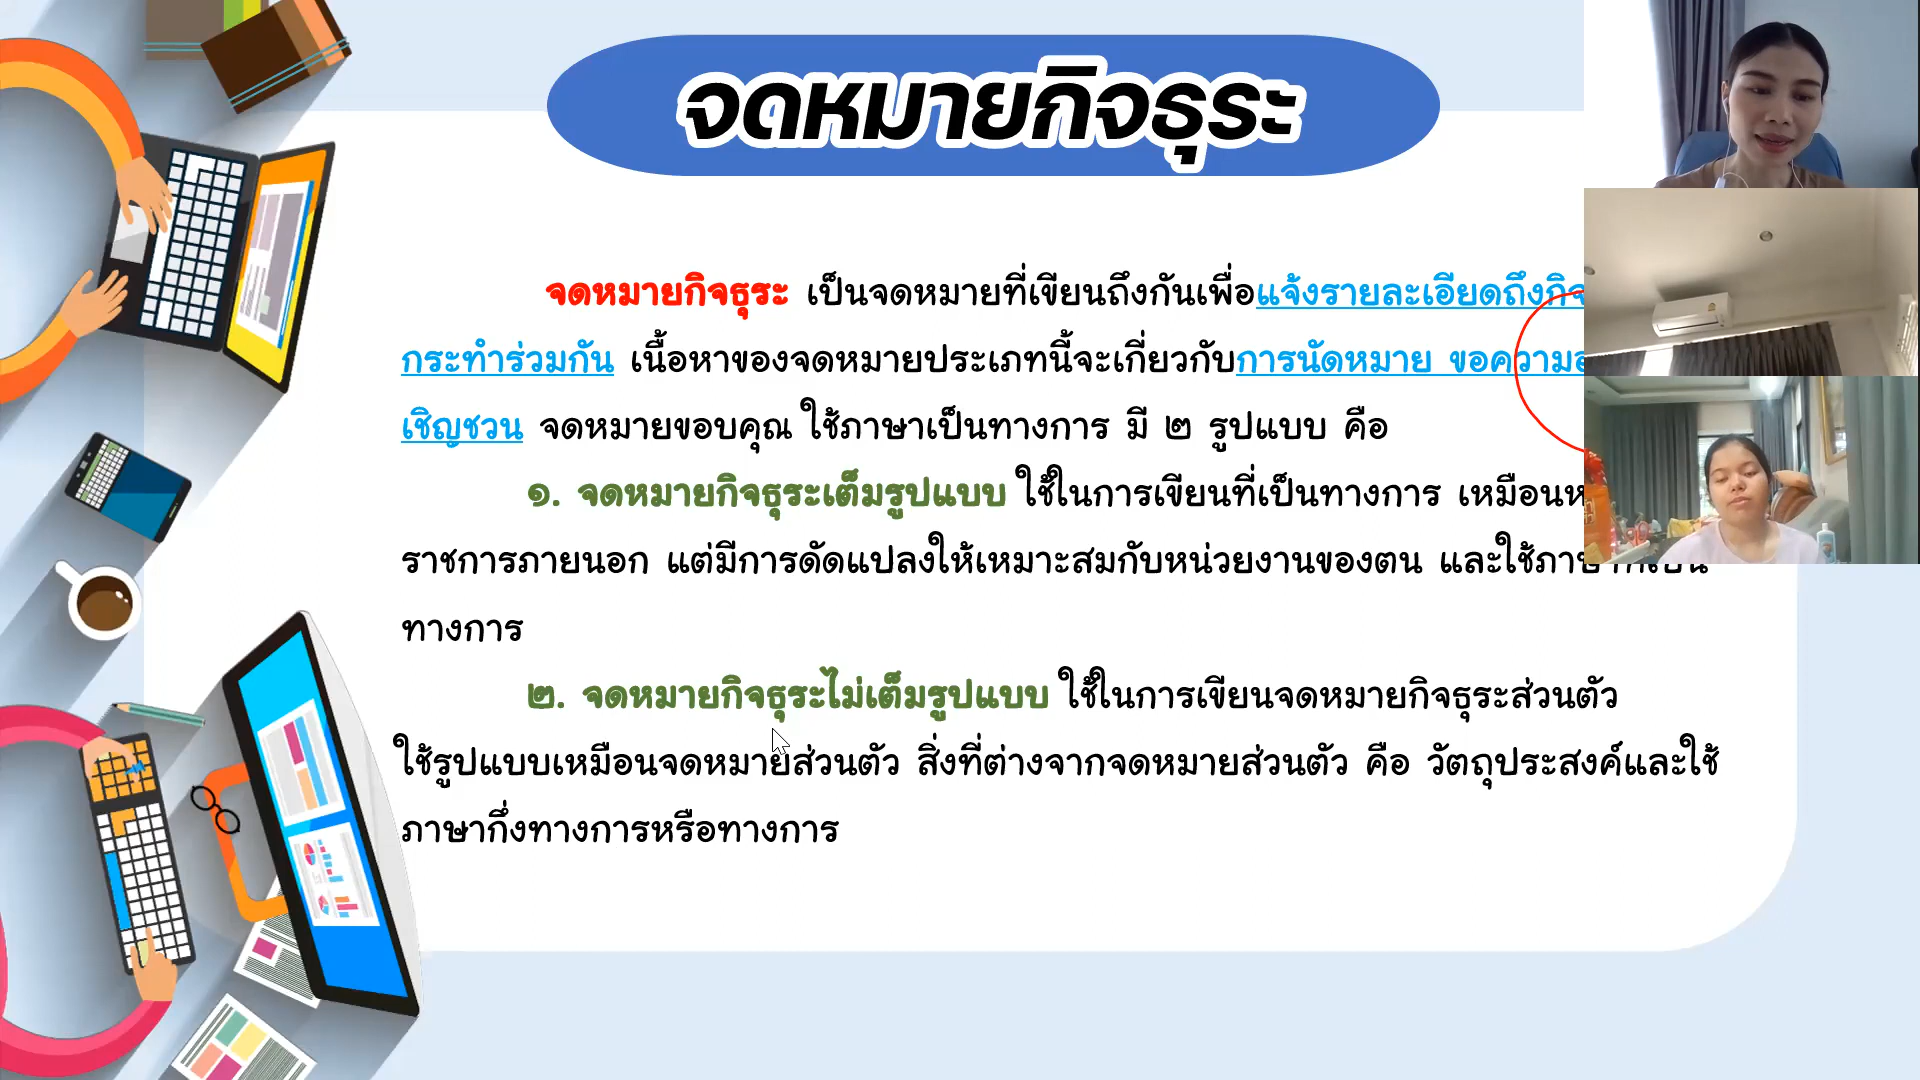 จดหมายกิจธุระ
จดหมายกิจธุระ เป็นจดหมายที่เขียนถึงกันเพื่อแจ้งรายละเอียดถึงกิจ
กระทำร่วมกัน เนื้อหาของจดหมายประเภทนี้จะเกี่ยวกับการนัดหมาย ขอความ
เชิญชวน จดหมายขอบคุณ ใช้ภาษาเป็นทางการ มี ๒ รูปแบบ คือ
๑. จดหมายกิจธุระเต็มรูปแบบ ใช้ในการเขียนที่เป็นทางการ เหมือน
ราชการภายนอก แต่มีการดัดแปลงให้เหมาะสมกับหน่วยงานของตน และใช้ภาษาที่เป็น
ทางการ
๒. จดหมายกิจธุระไม่เต็มรูปแบบ ใช้ในการเขียนจดหมายกิจธุระส่วนตัว
ใช้รูปแบบเหมือนจดหมายส่วนตัว สิ่งที่ต่างจากจดหมายส่วนตัว คือ วัตถุประสงค์และใช้
ภาษากึ่งทางการหรือทางการ